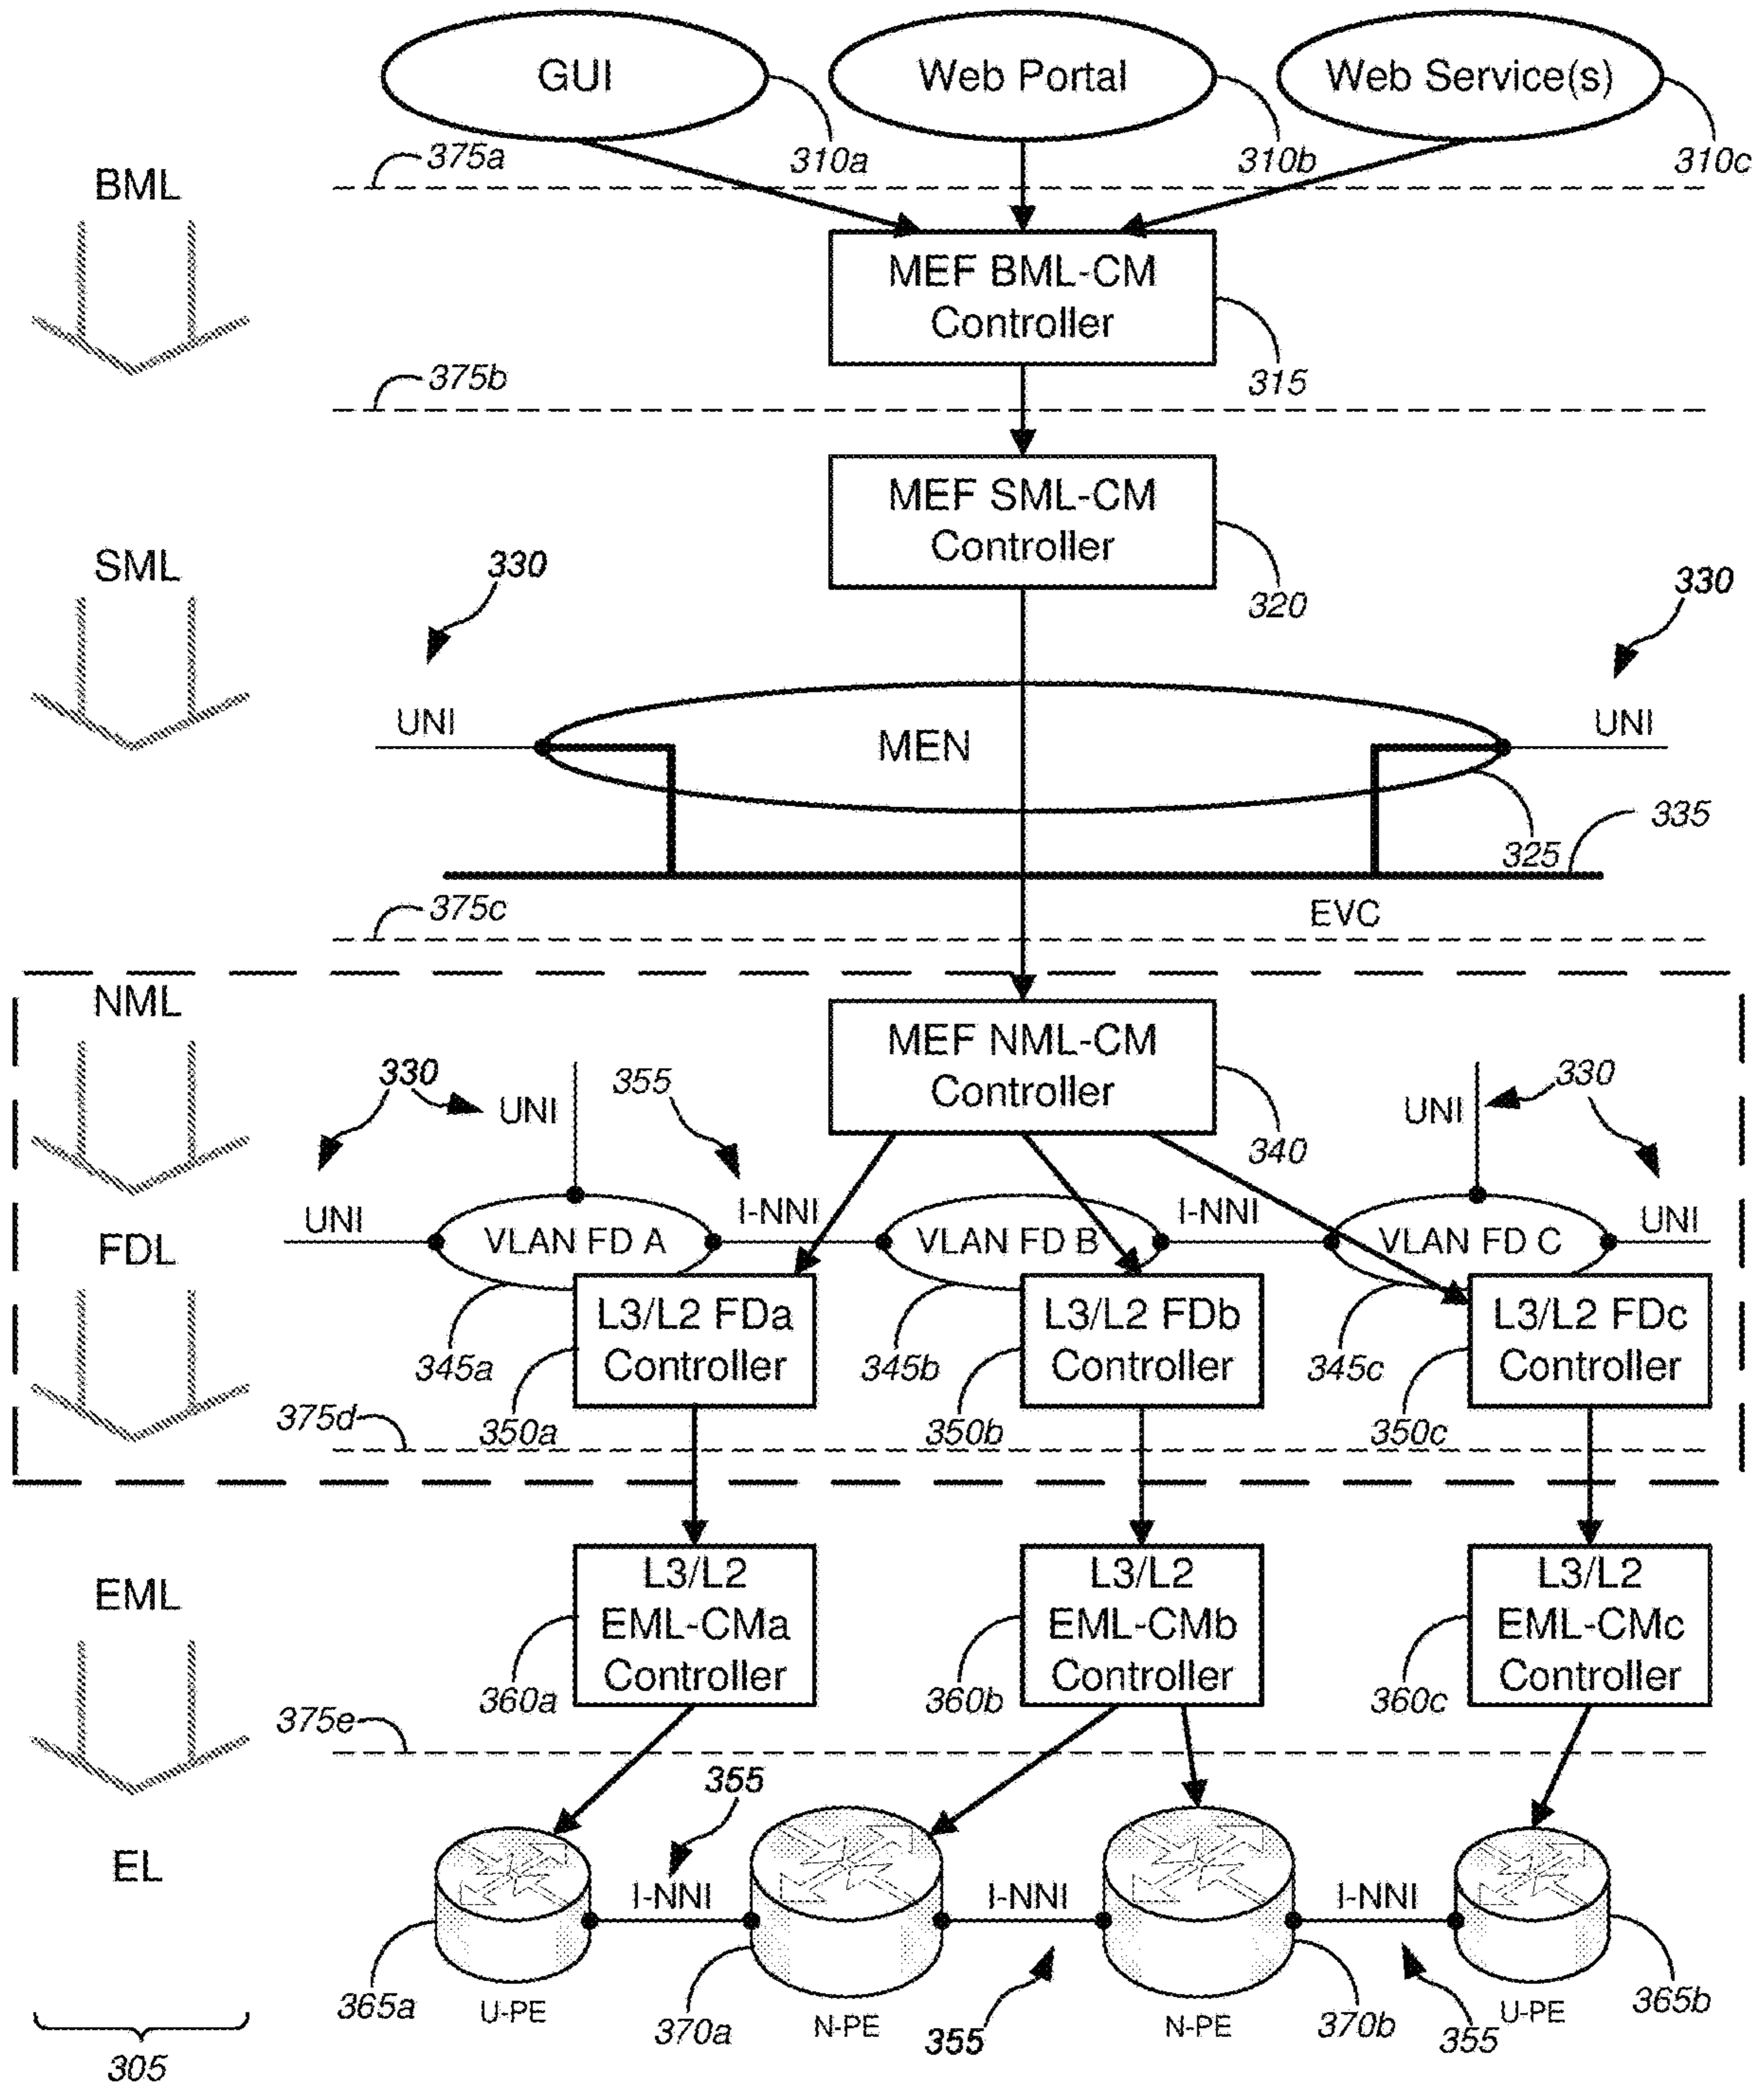 GUI
Web Portal
Web Service(s)
375a
310a
310b
310c
BML
MEF BML-CM
Controller
375b
315
MEF SML-CM
Controller
SML
330
320
330
UNI
MEN
UNI
335
325
375c
EVC
NML
MEF NML-CM
Controller
330
355
330
UNI
UNI
340
UNI
I-NNI
I-NNI
UNI
VLAN FD A
VLAN FD B
VLAN FD C
FDL
L3/L2 FDa
Controller
L3/L2 FDb
Controller
L3/L2 FDc
Controller
345a
345b
345c
375d
350a
350b
350c
EML
L3/L2
EML-CMa
Controller
L3/L2
EML-CMb
Controller
L3/L2
EML-CMc
Controller
360a
360b
360c
375e
355
EL
I-NNI
I-NNI
I-NNI
365a
U-PE
370a
N-PE
355
N-PE
370b
355
U-PE
365b
305